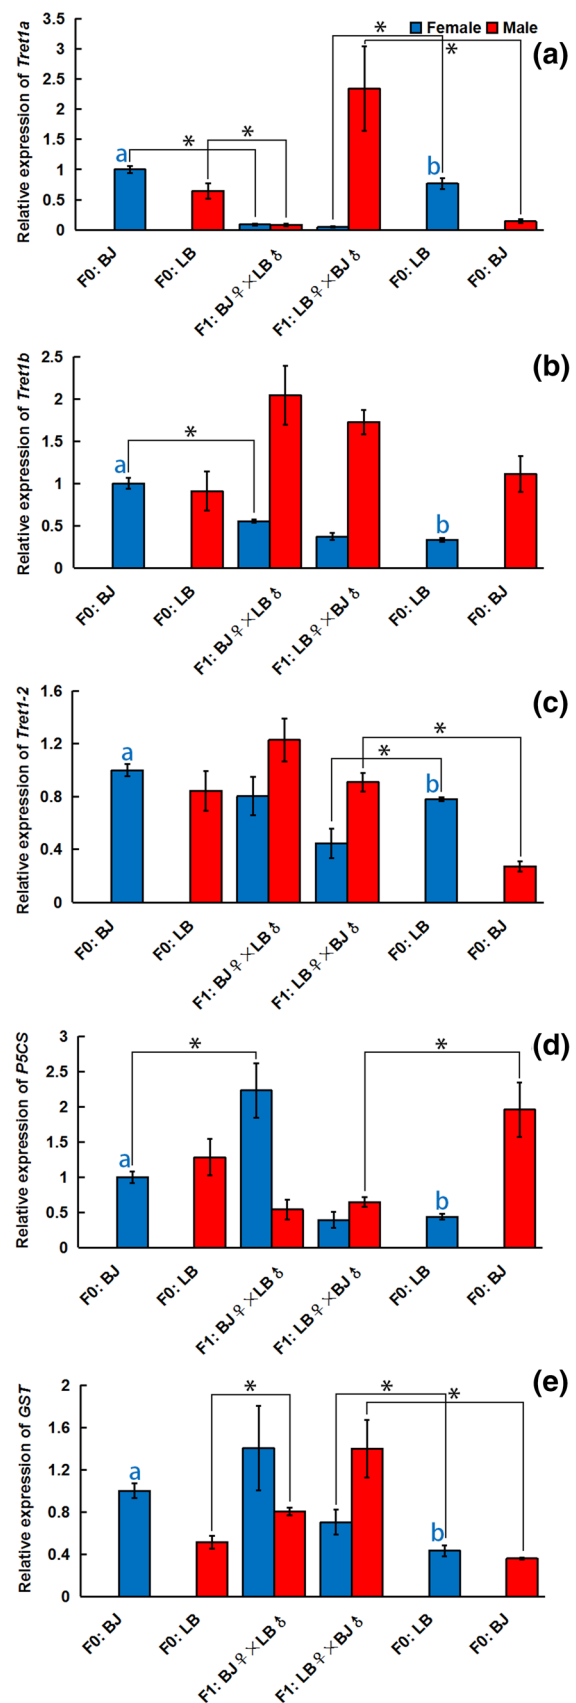 Female Male
(a)
Relative expression of Tret1a
3.5
3
2.5
2
1.5
1
0.5
0
* * * *
a b
F0: BJ
F0: LB
F1: BJ♀×LB♂
F1: LB♀×BJ♂
F0: LB
F0: BJ
(b)
Relative expression of Tret1b
2.5
2
1.5
1
0.5
0
*
a b
F0: BJ
F0: LB
F1: BJ♀×LB♂
F1: LB♀×BJ♂
F0: LB
F0: BJ
(c)
Relative expression of Tret1-2
1.6
1.2
0.8
0.4
0
* *
a b
F0: BJ
F0: LB
F1: BJ♀×LB♂
F1: LB♀×BJ♂
F0: LB
F0: BJ
(d)
Relative expression of P5CS
3
2.5
2
1.5
1
0.5
0
* *
a b
F0: BJ
F0: LB
F1: BJ♀×LB♂
F1: LB♀×BJ♂
F0: LB
F0: BJ
(e)
Relative expression of GST
2
1.6
1.2
0.8
0.4
0
* * *
a b
F0: BJ
F0: LB
F1: BJ♀×LB♂
F1: LB♀×BJ♂
F0: LB
F0: BJ